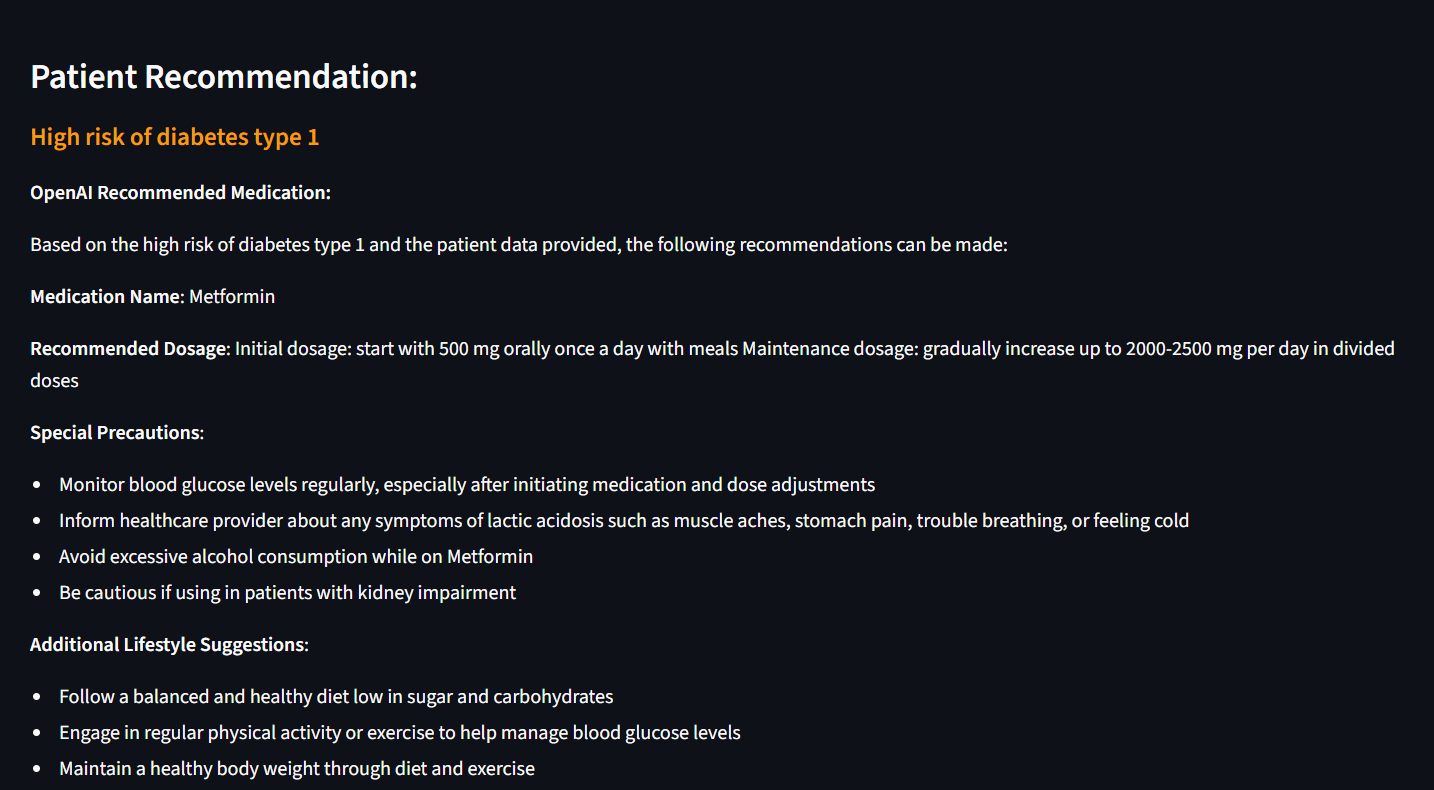 Patient Recommendation:
High risk of diabetes type 1
OpenAI Recommended Medication:
Based on the high risk of diabetes type 1 and the patient data provided, the following recommendations can be made:
Medication Name: Metformin
Recommended Dosage: Initial dosage: start with 500 mg orally once a day with meals Maintenance dosage: gradually increase up to 2000-2500 mg per day in divided
doses
Special Precautions:
• Monitor blood glucose levels regularly, especially after initiating medication and dose adjustments
• Inform healthcare provider about any symptoms of lactic acidosis such as muscle aches, stomach pain, trouble breathing, or feeling cold
• Avoid excessive alcohol consumption while on Metformin
• Be cautious if using in patients with kidney impairment
Additional Lifestyle Suggestions:
• Follow a balanced and healthy diet low in sugar and carbohydrates
• Engage in regular physical activity or exercise to help manage blood glucose levels
• Maintain a healthy body weight through diet and exercise